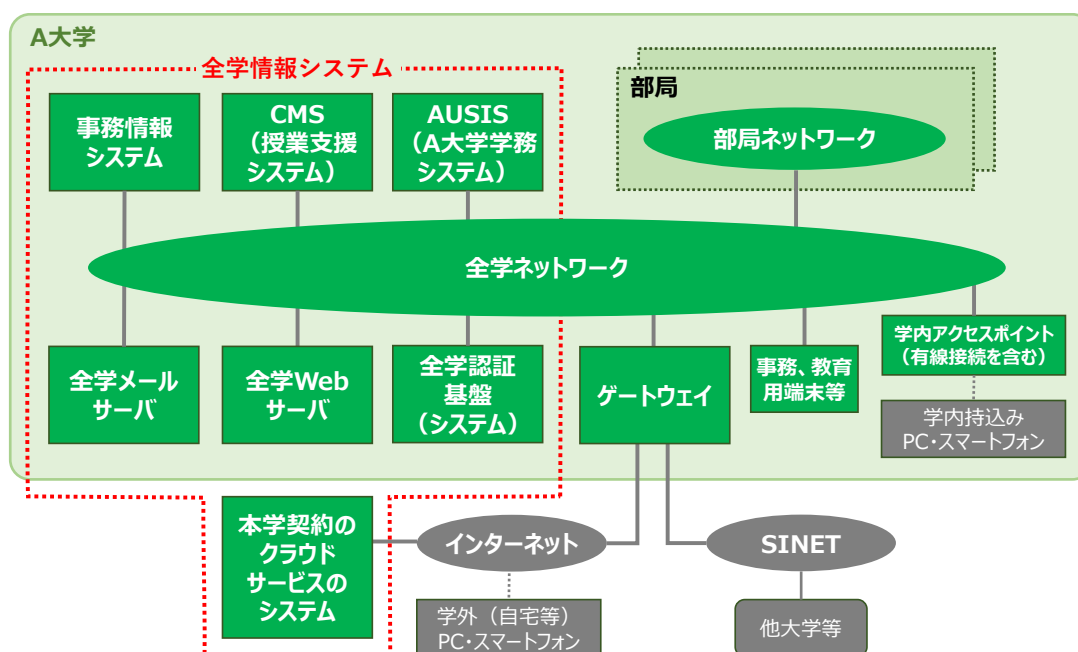 A大学
全学情報システム
事務情報
システム
CMS
（授業支援
システム）
AUSIS
（A大学学務
システム）
部局
部局ネットワーク
全学ネットワーク
全学メール
サーバ
全学Web
サーバ
全学認証
基盤
（システム）
ゲートウェイ
事務、教育
用端末等
学内アクセスポイント
（有線接続を含む）
学内持込み
PC・スマートフォン
本学契約の
クラウド
サービスの
システム
インターネット
SINET
学外（自宅等）
PC・スマートフォン
他大学等